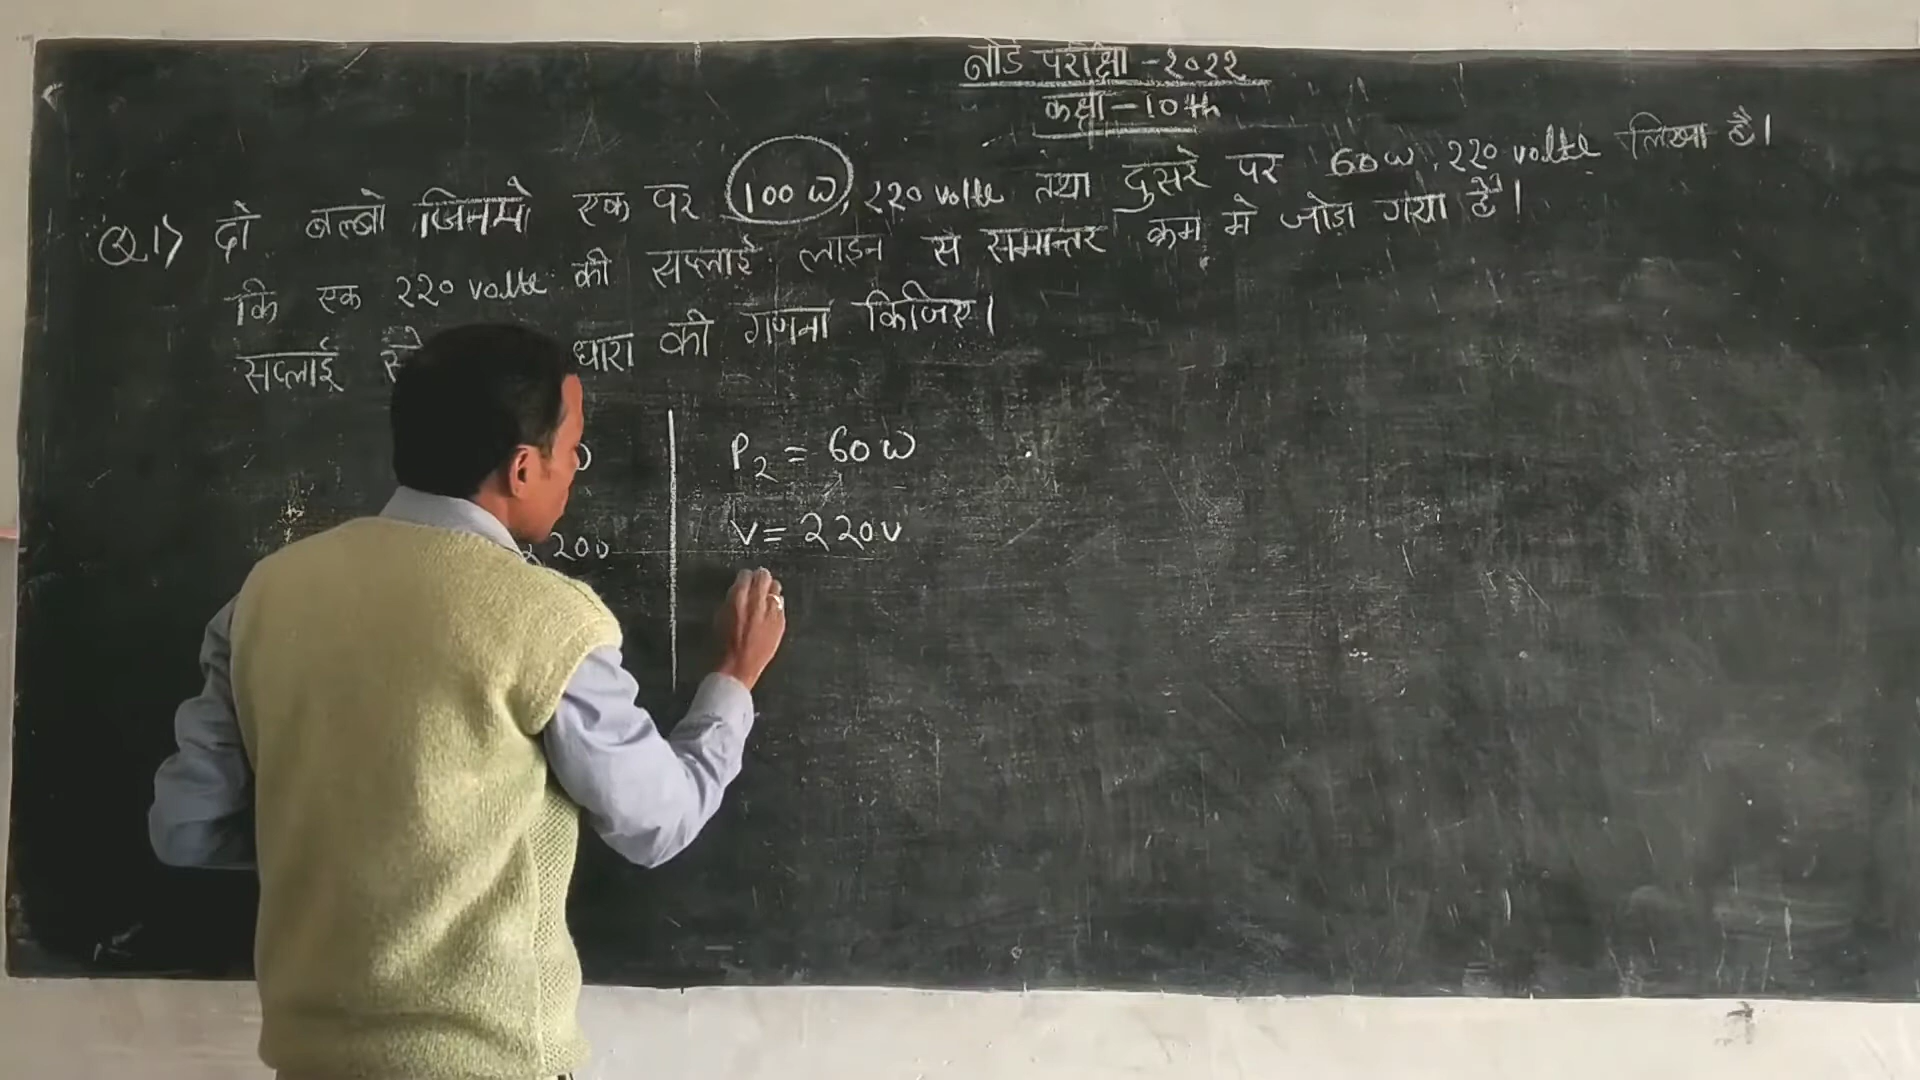 बोर्ड परीक्षा - २०२२
कक्षा - 10th
Q.1> दो बल्बो जिनमे एक पर 100 W, २२० volte तथा दुसरे पर 60 W, २२० volte लिखा है।
कि एक २२० volte की सप्लाई लाइन से समान्तर क्रम मे जोड़ा गया है।
सप्लाई धारा की गणना किजिए।
P2 = 60 W
V = 220V